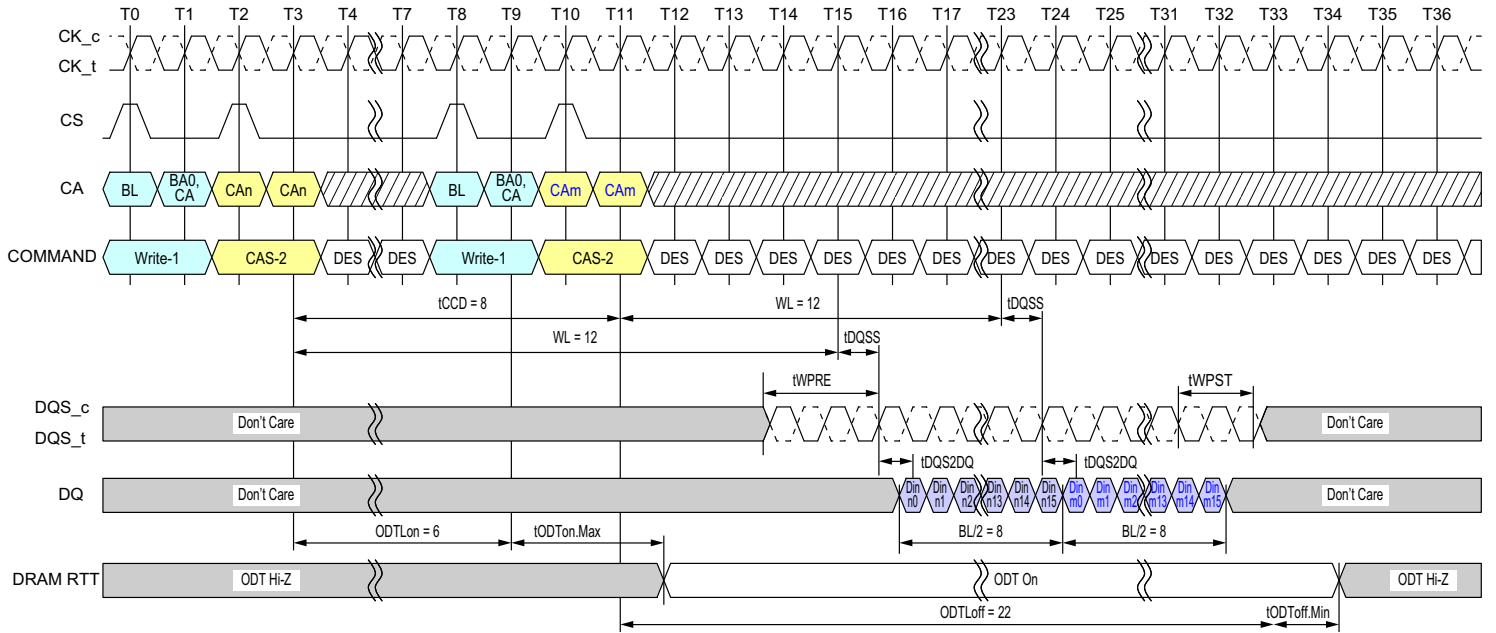 T0 T1 T2 T3 T4 T7 T8 T9 T10 T11 T12 T13 T14 T15 T16 T17 T23 T24 T25 T31 T32 T33 T34 T35 T36
CK_c
CK_t
CS
CA BL BA0, CA CAn CAn BL BA0, CA CAm CAm
COMMAND Write-1 CAS-2 DES DES Write-1 CAS-2 DES DES DES DES DES DES DES DES DES DES DES DES DES DES DES
tCCD = 8 WL = 12 tDQSS
WL = 12 tDQSS
tWPRE tWPST
DQS_c
DQS_t
Don't Care Don't Care
tDQS2DQ tDQS2DQ
DQ Don't Care Din n0 Din n1 Din n2 Din n13 Din n14 Din n15 Din m0 Din m1 Din m2 Din m13 Din m14 Din m15 Don't Care
ODTLon = 6 tODTon.Max BL/2 = 8 BL/2 = 8
DRAM RTT ODT Hi-Z ODT On ODT Hi-Z
ODTLoff = 22 tODToff.Min